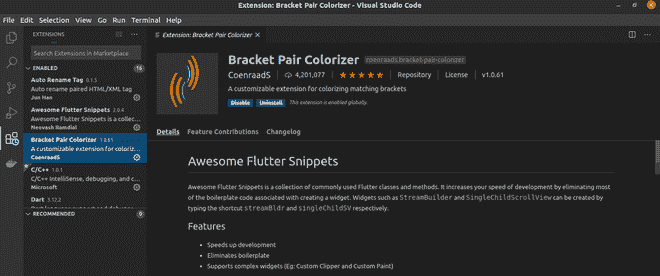 Extension: Bracket Pair Colorizer - Visual Studio Code
File Edit Selection View Go Run Terminal Help
EXTENSIONS
Search Extensions in Marketplace
ENABLED 16
Auto Rename Tag 0.1.5
Auto rename paired HTML/XML tag
Jun Han
Awesome Flutter Snippets 2.0.4
Awesome Flutter Snippets is a collec...
Neevash Ramdial
Bracket Pair Colorizer 1.0.61
A customizable extension for coloriz...
CoenraadS
C/C++ 1.0.1
C/C++ IntelliSense, debugging, and c...
Microsoft
Dart 3.12.2
RECOMMENDED 0
Extension: Bracket Pair Colorizer
Bracket Pair Colorizer coenraads.bracket-pair-colorizer
CoenraadS 4,201,077 Repository License v1.0.61
A customizable extension for colorizing matching brackets
Disable Uninstall This extension is enabled globally.
Details Feature Contributions Changelog
Awesome Flutter Snippets
Awesome Flutter Snippets is a collection of commonly used Flutter classes and methods. It increases your speed of development by eliminating most
of the boilerplate code associated with creating a widget. Widgets such as StreamBuilder and SingleChildScrollView can be created by
typing the shortcut streamBldr and singleChildSV respectively.
Features
• Speeds up development
• Eliminates boilerplate
• Supports complex widgets (Eg: Custom Clipper and Custom Paint)